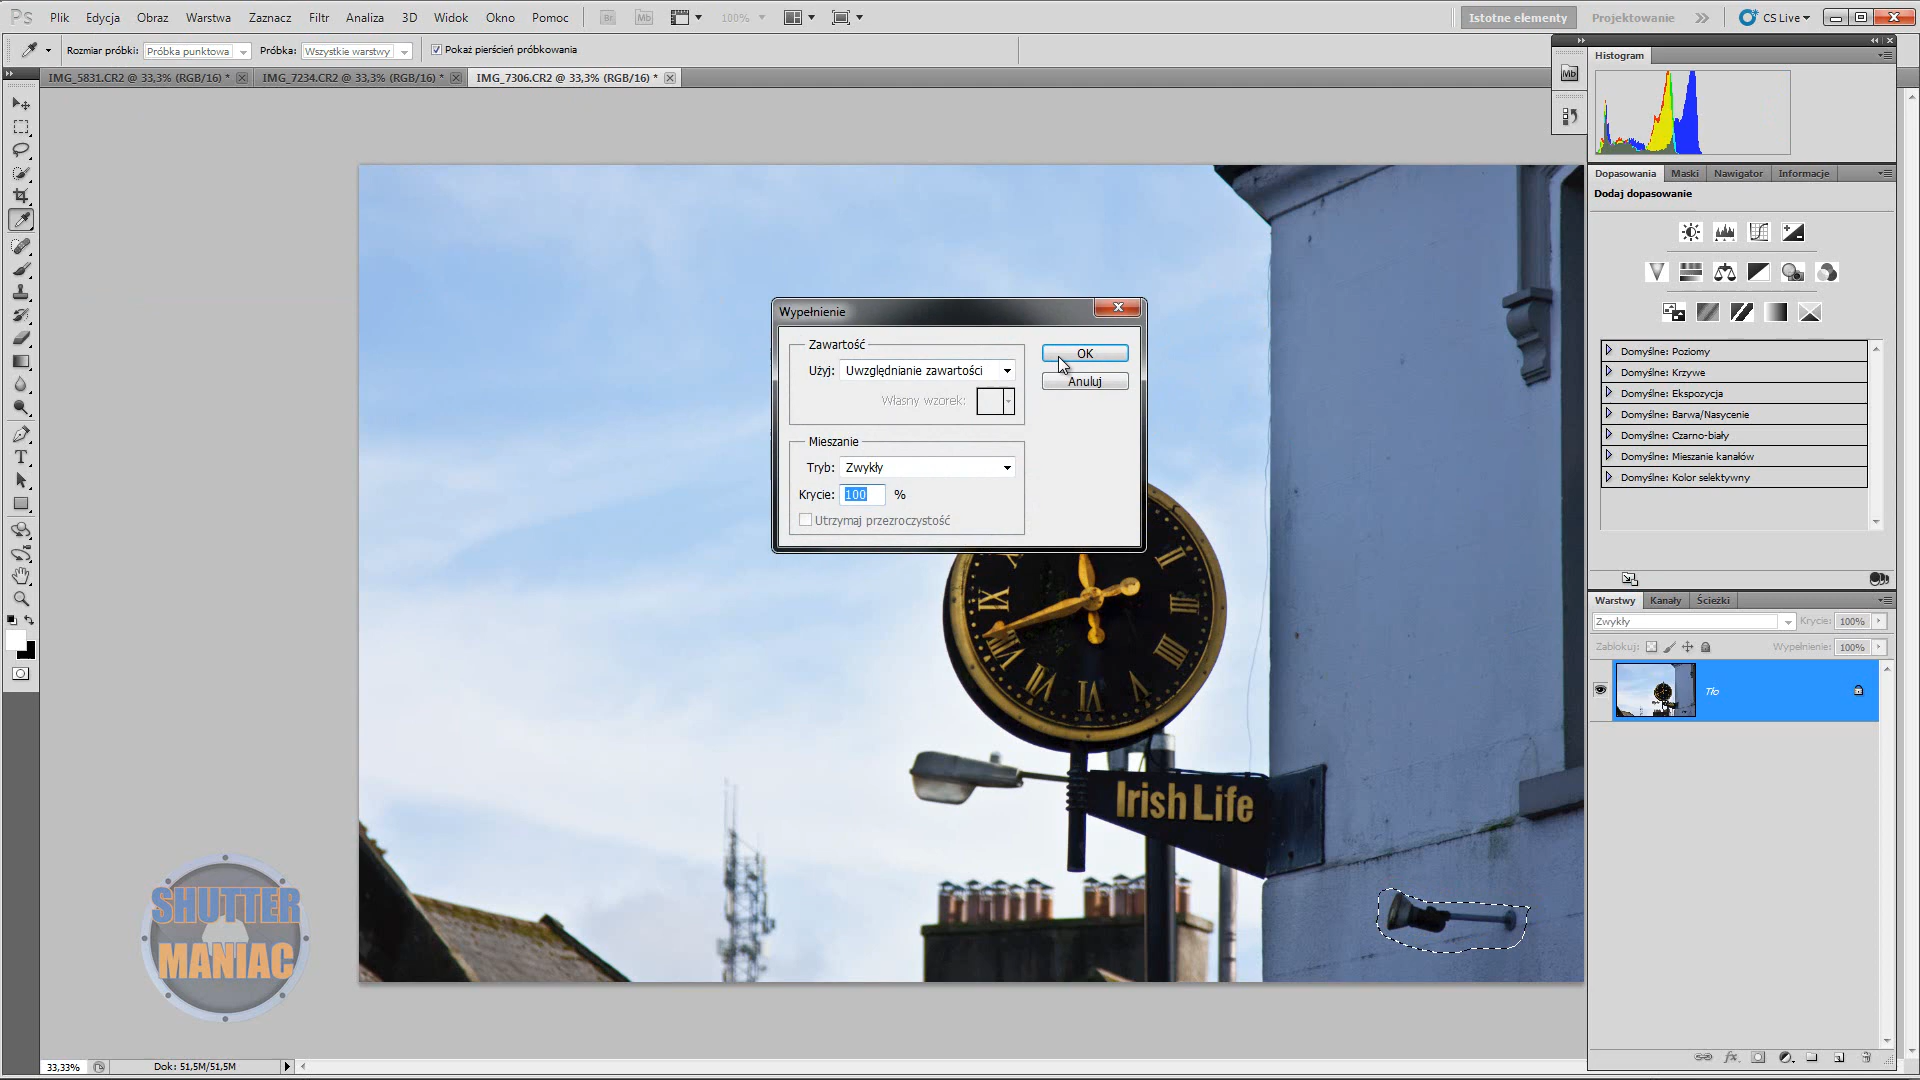 Ps Plik Edycja Obraz Warstwa Zaznacz Filtr Analiza 3D Widok Okno Pomoc Br Mb 100% Istotne elementy Projektowanie CS Live
Rozmiar próbki: Próbka punktowa Próbka: Wszystkie warstwy Pokaż pierścień próbkowania
IMG_5831.CR2 @ 33,3% (RGB/16) * IMG_7234.CR2 @ 33,3% (RGB/16) * IMG_7306.CR2 @ 33,3% (RGB/16) *
Mb
Histogram
Dopasowania Maski Nawigator Informacje
Dodaj dopasowanie
Domyślne: Poziomy
Domyślne: Krzywe
Domyślne: Ekspozycja
Domyślne: Barwa/Nasycenie
Domyślne: Czarno-biały
Domyślne: Mieszanie kanałów
Domyślne: Kolor selektywny
Warstwy Kanały Ścieżki
Zwykły Krycie: 100%
Zablokuj: Wypełnienie: 100%
Tło
Wypełnienie
Zawartość
Użyj: Uwzględnianie zawartości
Własny wzorek:
OK
Anuluj
Mieszanie
Tryb: Zwykły
Krycie: 100 %
Utrzymaj przezroczystość
Irish Life
SHUTTER
MANIAC
33,33% Dok: 51,5M/51,5M